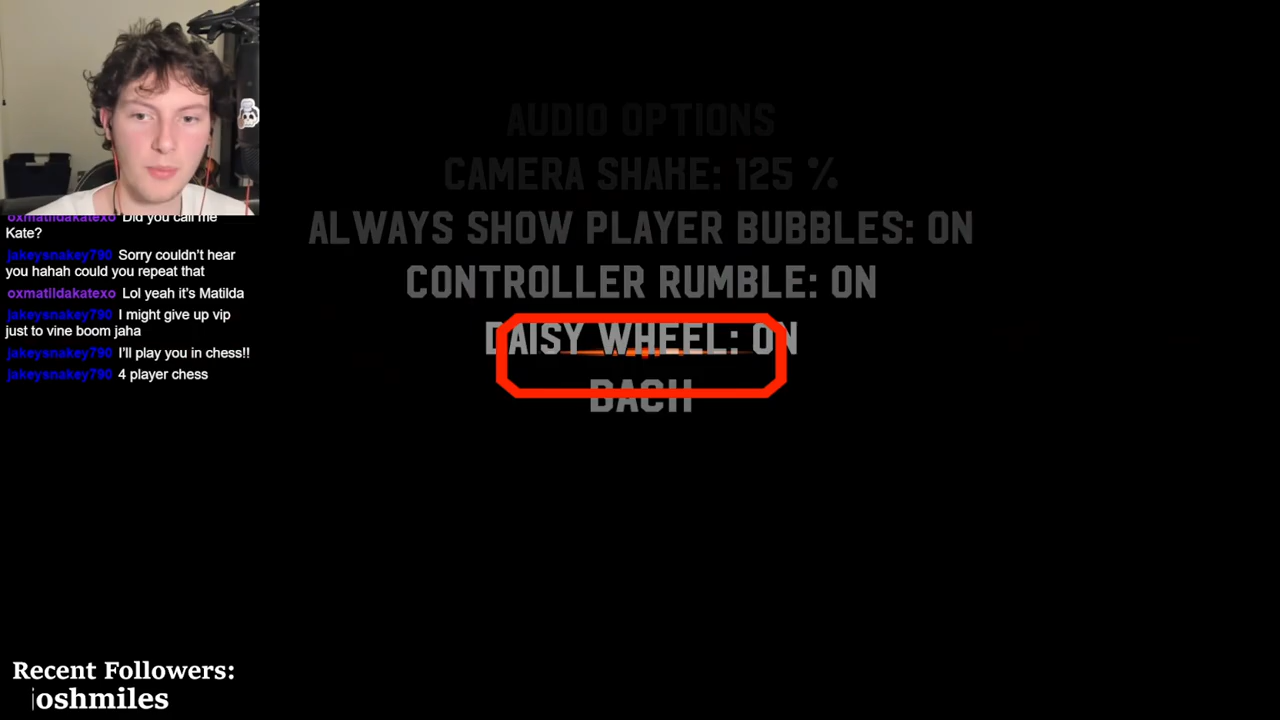 AUDIO OPTIONS
CAMERA SHAKE: 125 %
ALWAYS SHOW PLAYER BUBBLES: ON
CONTROLLER RUMBLE: ON
DAISY WHEEL: ON
BACK
oxmatildakatexo Did you call me
Kate?
jakeysnakey790 Sorry couldn't hear
you hahah could you repeat that
oxmatildakatexo Lol yeah it's Matilda
jakeysnakey790 I might give up vip
just to vine boom jaha
jakeysnakey790 I'll play you in chess!!
jakeysnakey790 4 player chess
Recent Followers:
joshmiles